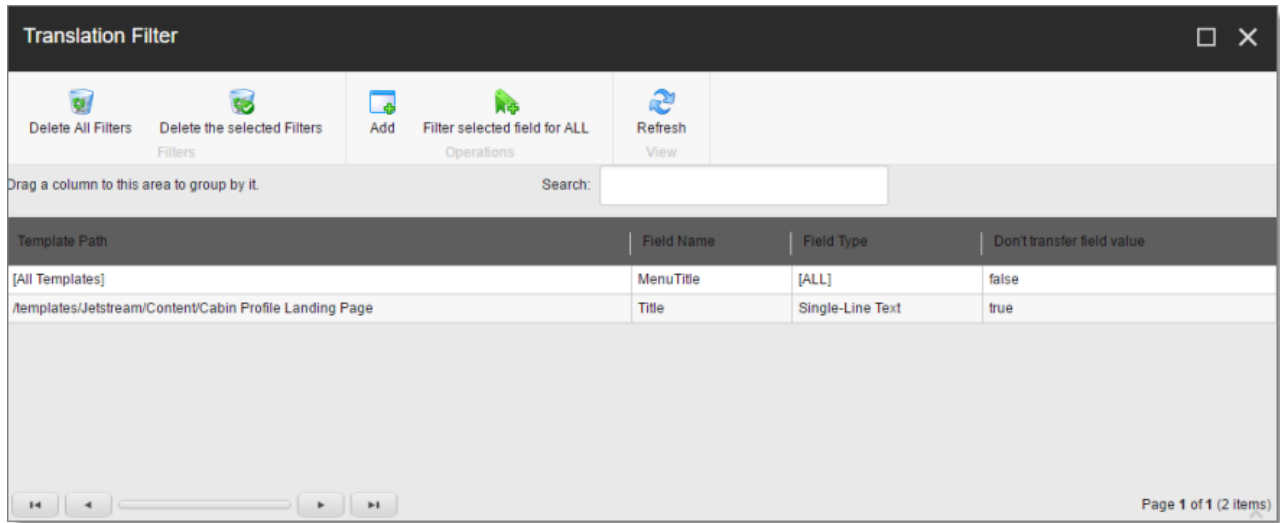 Translation Filter
Delete All Filters Delete the selected Filters Add Filter selected field for ALL Refresh
Filters Operations View
Drag a column to this area to group by it. Search:
Template Path Field Name Field Type Don't transfer field value
[All Templates] MenuTitle [ALL] false
/templates/Jetstream/Content/Cabin Profile Landing Page Title Single-Line Text true
Page 1 of 1 (2 items)